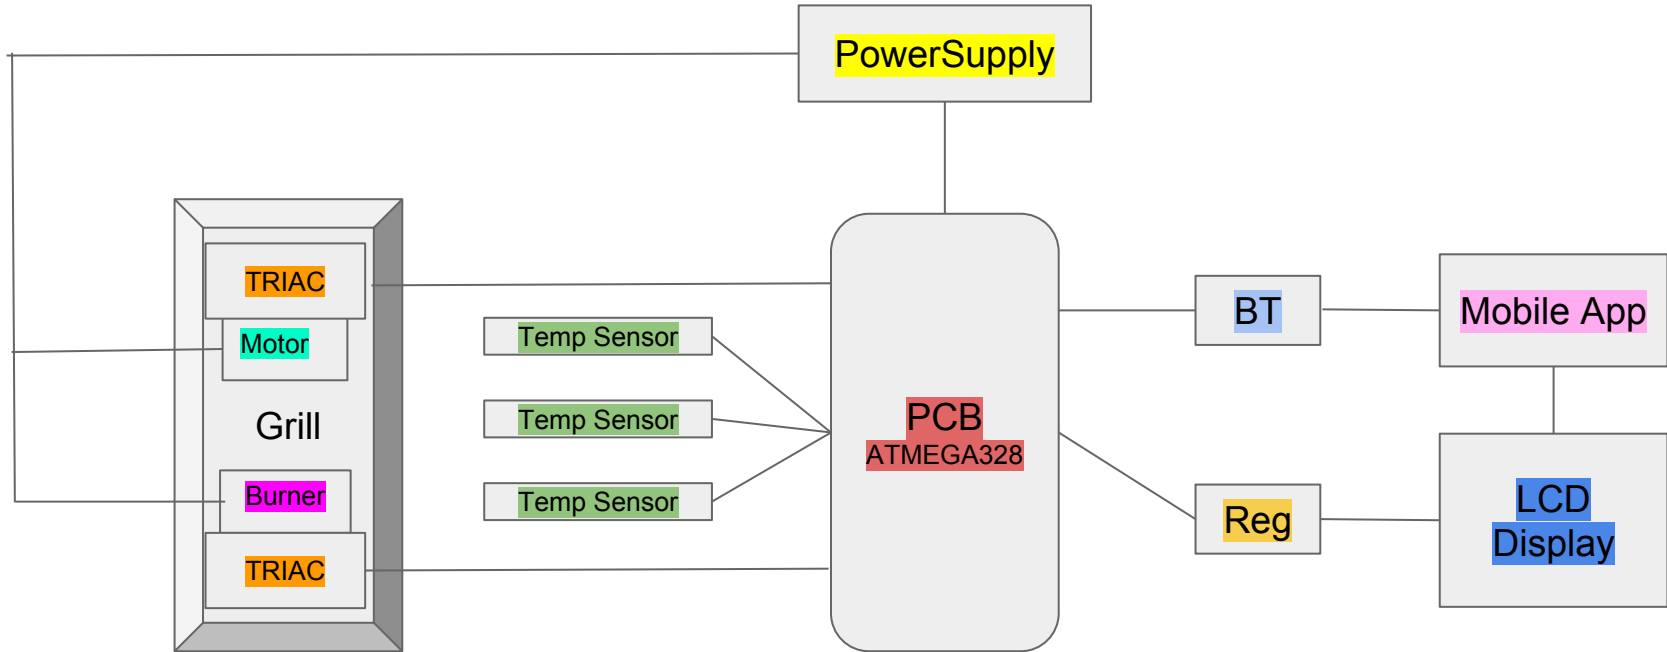 PowerSupply
TRIAC
Motor
Grill
Burner
TRIAC
Temp Sensor
Temp Sensor
Temp Sensor
PCB
ATMEGA328
BT
Mobile App
Reg
LCD
Display